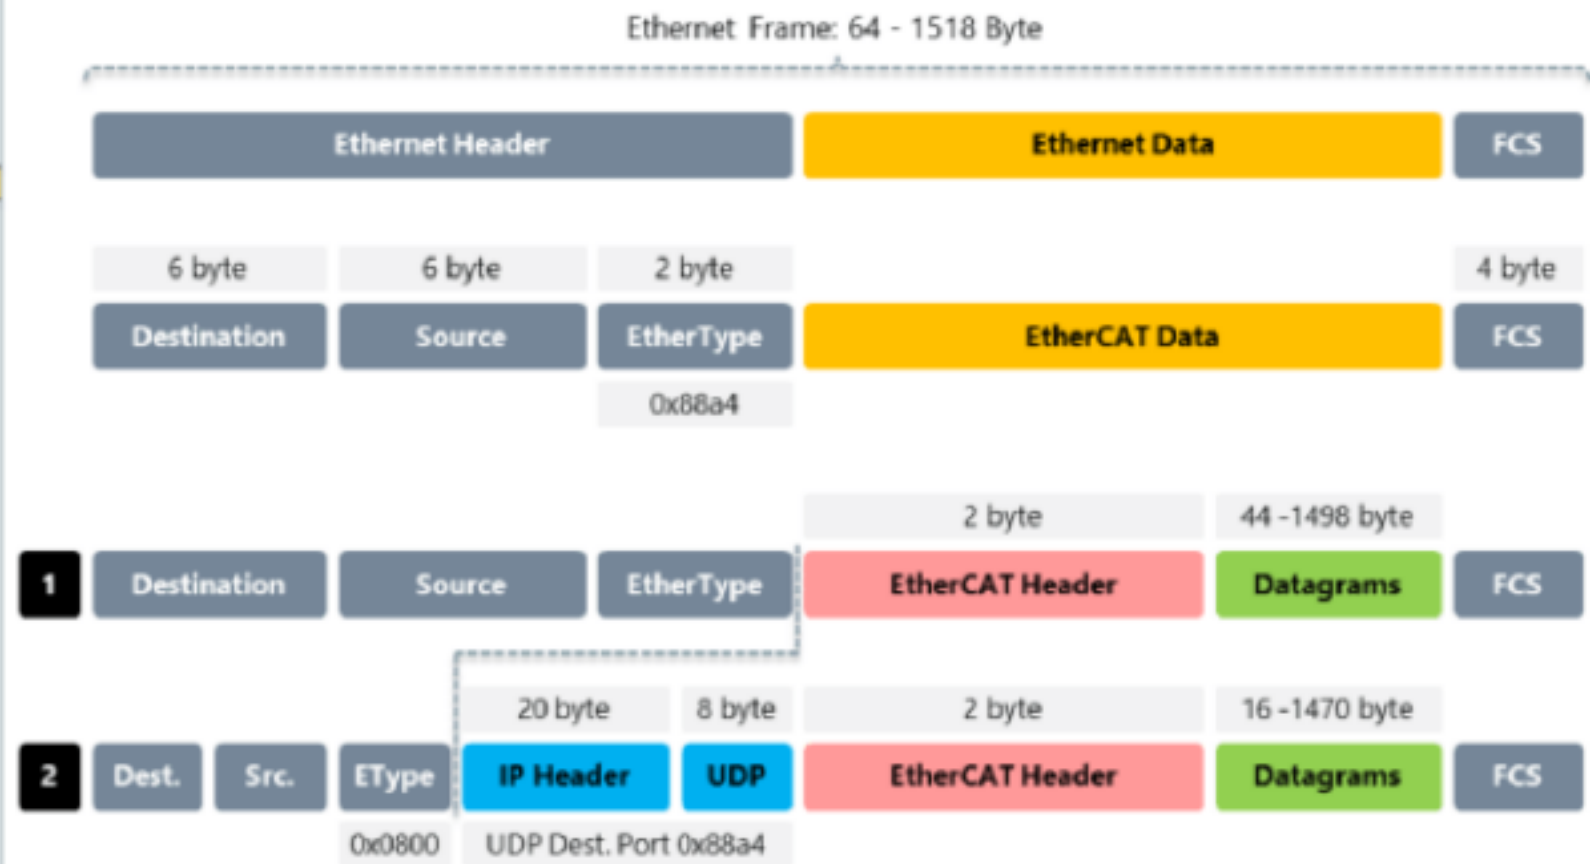 Ethernet Frame: 64 - 1518 Byte
Ethernet Header Ethernet Data FCS
6 byte 6 byte 2 byte 4 byte
Destination Source EtherType EtherCAT Data FCS
0x88a4
2 byte 44 -1498 byte
1 Destination Source EtherType EtherCAT Header Datagrams FCS
20 byte 8 byte 2 byte 16 -1470 byte
2 Dest. Src. EType IP Header UDP EtherCAT Header Datagrams FCS
0x0800 UDP Dest. Port 0x88a4